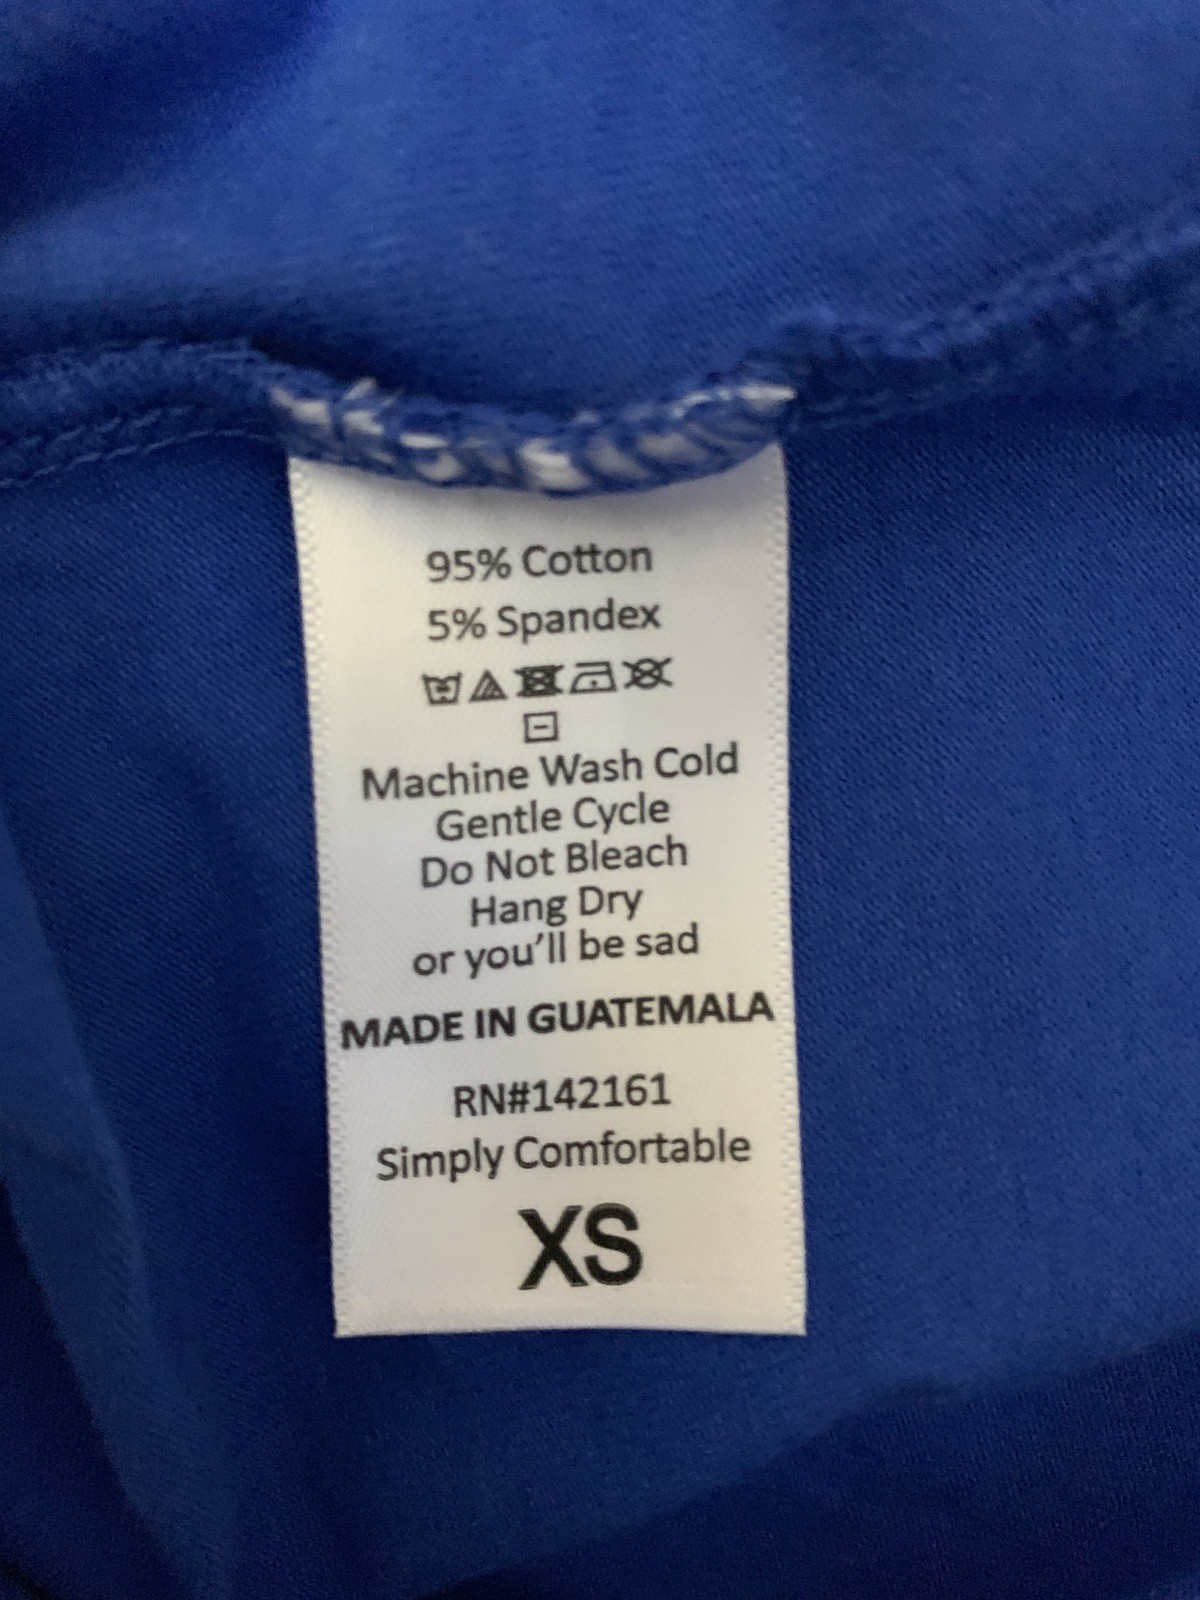 95% Cotton
5% Spandex
Machine Wash Cold
Gentle Cycle
Do Not Bleach
Hang Dry
or you'll be sad
MADE IN GUATEMALA
RN#142161
Simply Comfortable
XS